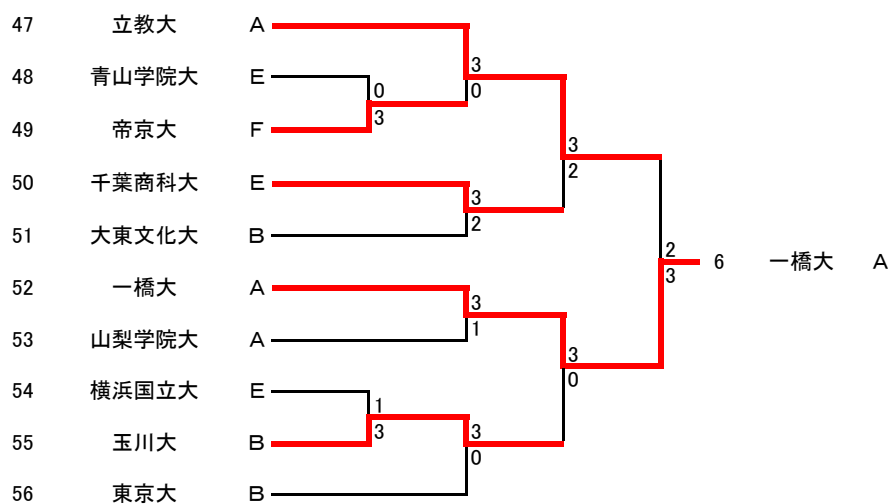 47 立教大 A
3
48 青山学院大 E
0
0
49 帝京大 F
3
3
2
50 千葉商科大 E
3
51 大東文化大 B
2
2
6 一橋大 A
3
52 一橋大 A
3
53 山梨学院大 A
1
3
0
54 横浜国立大 E
1
55 玉川大 B
3
3
0
56 東京大 B